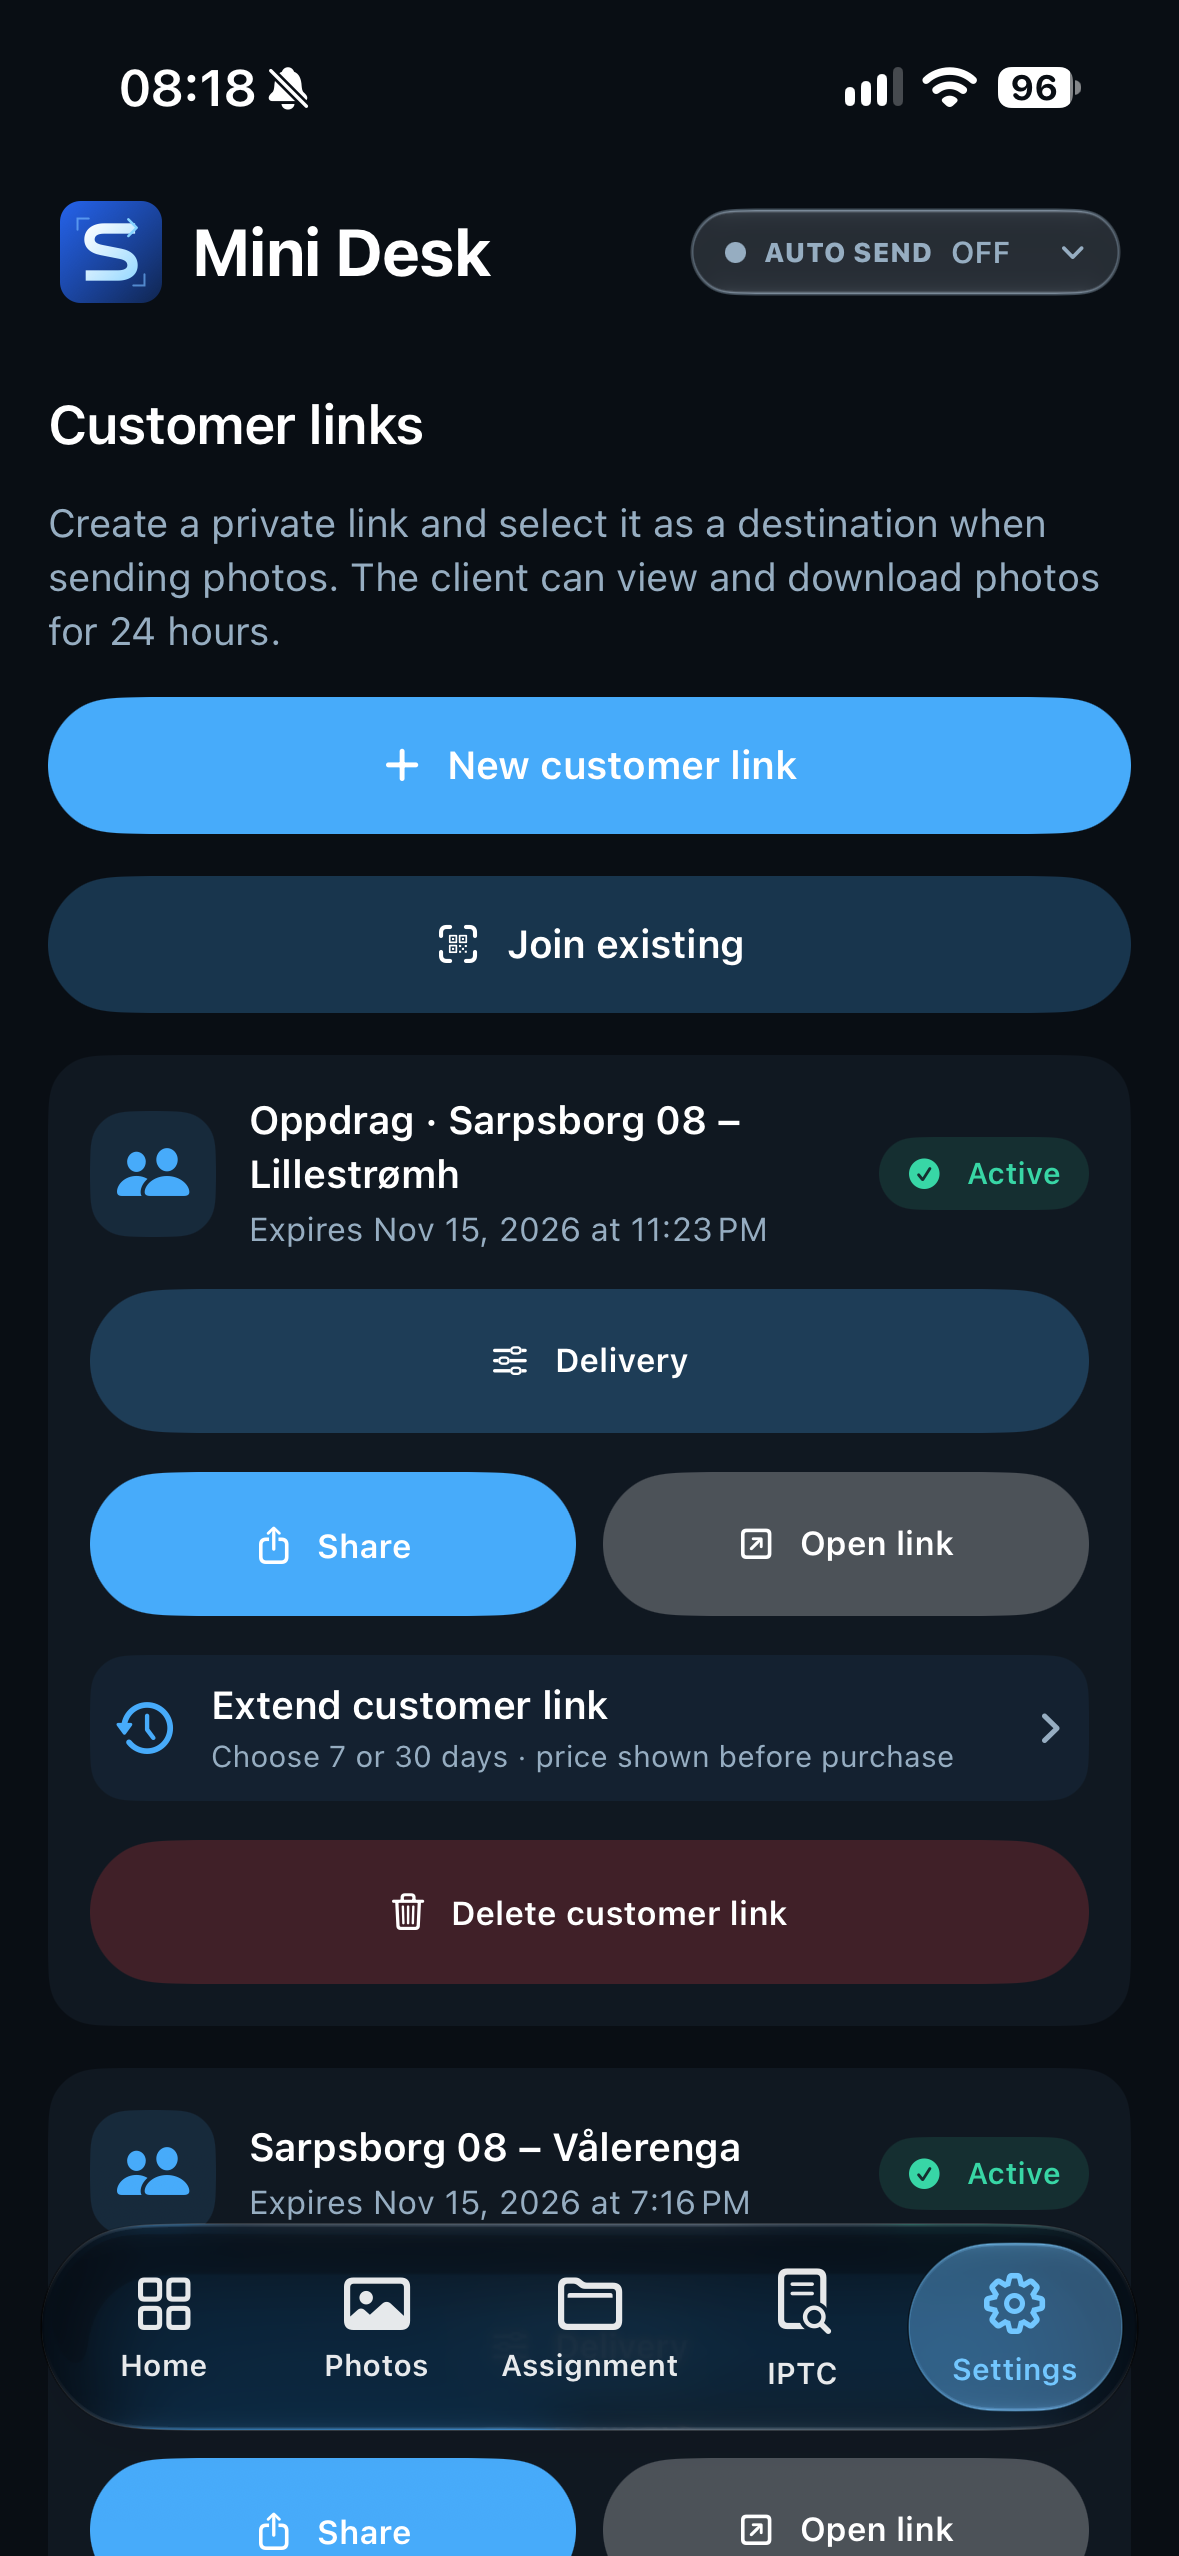 08:18
96
Mini Desk
AUTO SEND OFF
Customer links
Create a private link and select it as a destination when
sending photos. The client can view and download photos
for 24 hours.
New customer link
Join existing
Oppdrag · Sarpsborg 08 –
Lillestrømh
Active
Expires Nov 15, 2026 at 11:23 PM
Delivery
Share
Open link
Extend customer link
Choose 7 or 30 days · price shown before purchase
Delete customer link
Sarpsborg 08 – Vålerenga
Active
Expires Nov 15, 2026 at 7:16 PM
Delivery
Home
Photos
Assignment
IPTC
Settings
Share
Open link